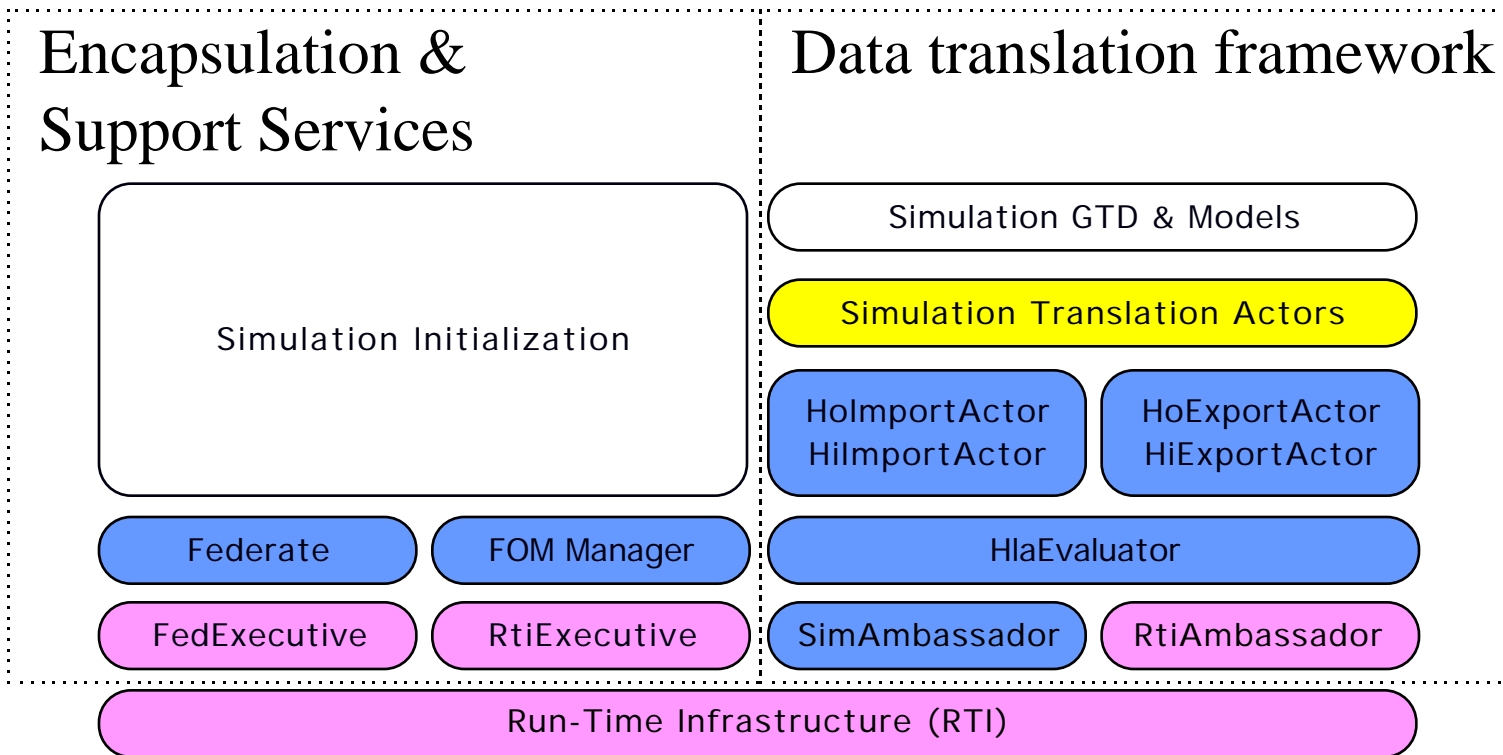 Encapsulation &
Support Services
Data translation framework
Simulation Initialization
Simulation GTD & Models
Simulation Translation Actors
HoImportActor
HiImportActor
HoExportActor
HiExportActor
Federate
FOM Manager
HlaEvaluator
FedExecutive
RtiExecutive
SimAmbassador
RtiAmbassador
Run-Time Infrastructure (RTI)